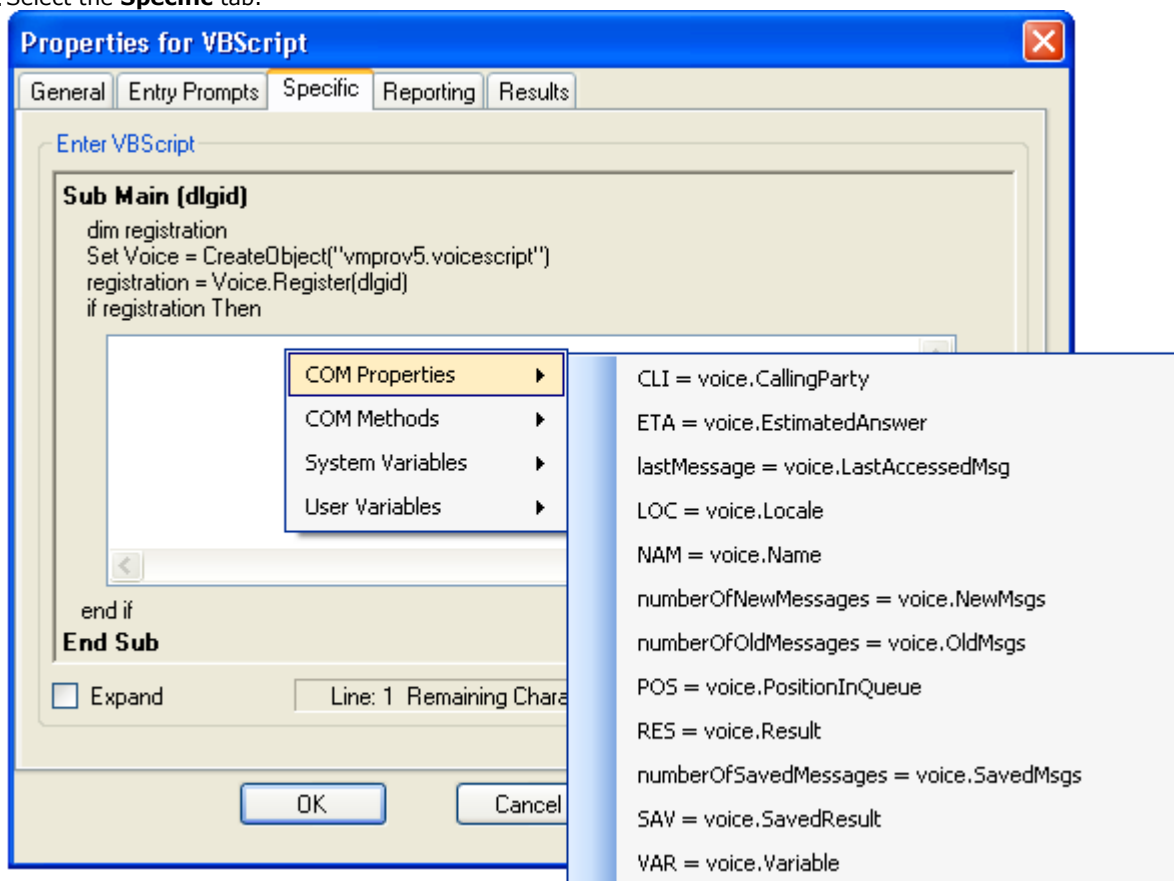 Select the Specific tab.
Properties for VBScript
General Entry Prompts Specific Reporting Results
Enter VBScript
Sub Main (dlgid)
dim registration
Set Voice = CreateObject("vmprov5.voicescript")
registration = Voice.Register(dlgid)
if registration Then
COM Properties
COM Methods
System Variables
User Variables
CLI = voice.CallingParty
ETA = voice.EstimatedAnswer
lastMessage = voice.LastAccessedMsg
LOC = voice.Locale
NAM = voice.Name
numberOfNewMessages = voice.NewMsgs
numberOfOldMessages = voice.OldMsgs
POS = voice.PositionInQueue
RES = voice.Result
numberOfSavedMessages = voice.SavedMsgs
SAV = voice.SavedResult
VAR = voice.Variable
end if
End Sub
Expand
Line: 1 Remaining Chara
OK Cancel